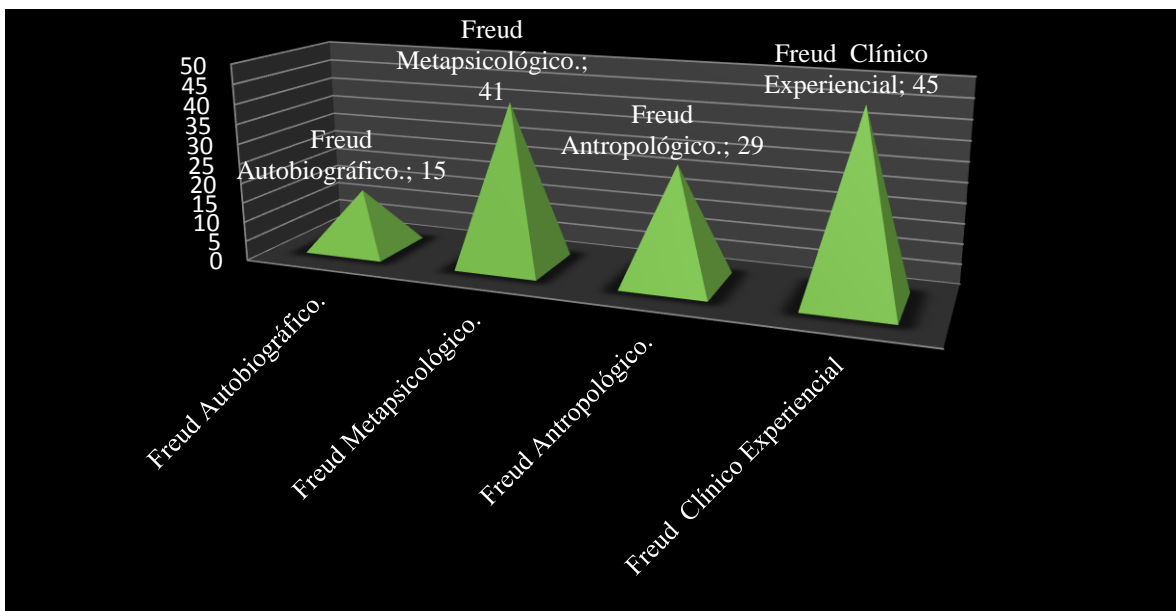 Freud
Metapsicológico.;
41
Freud Clínico
Experiencial; 45
Freud
Antropológico.; 29
Freud
Autobiográfico.; 15
50
45
40
35
30
25
20
15
10
5
0
Freud Autobiográfico.
Freud Metapsicológico.
Freud Antropológico.
Freud  Clínico Experiencial